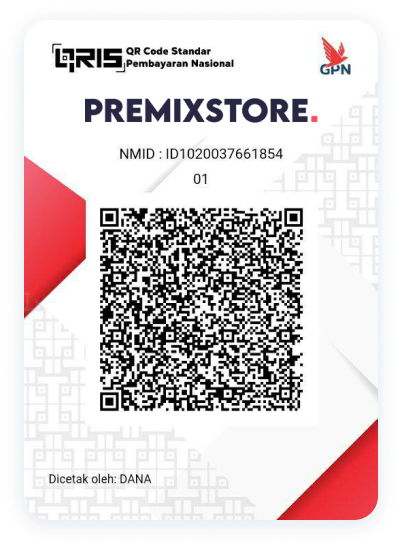 QRIS QR Code Standar
Pembayaran Nasional
GPN
PREMIXSTORE.
NMID : ID1020037661854
01
Dicetak oleh: DANA